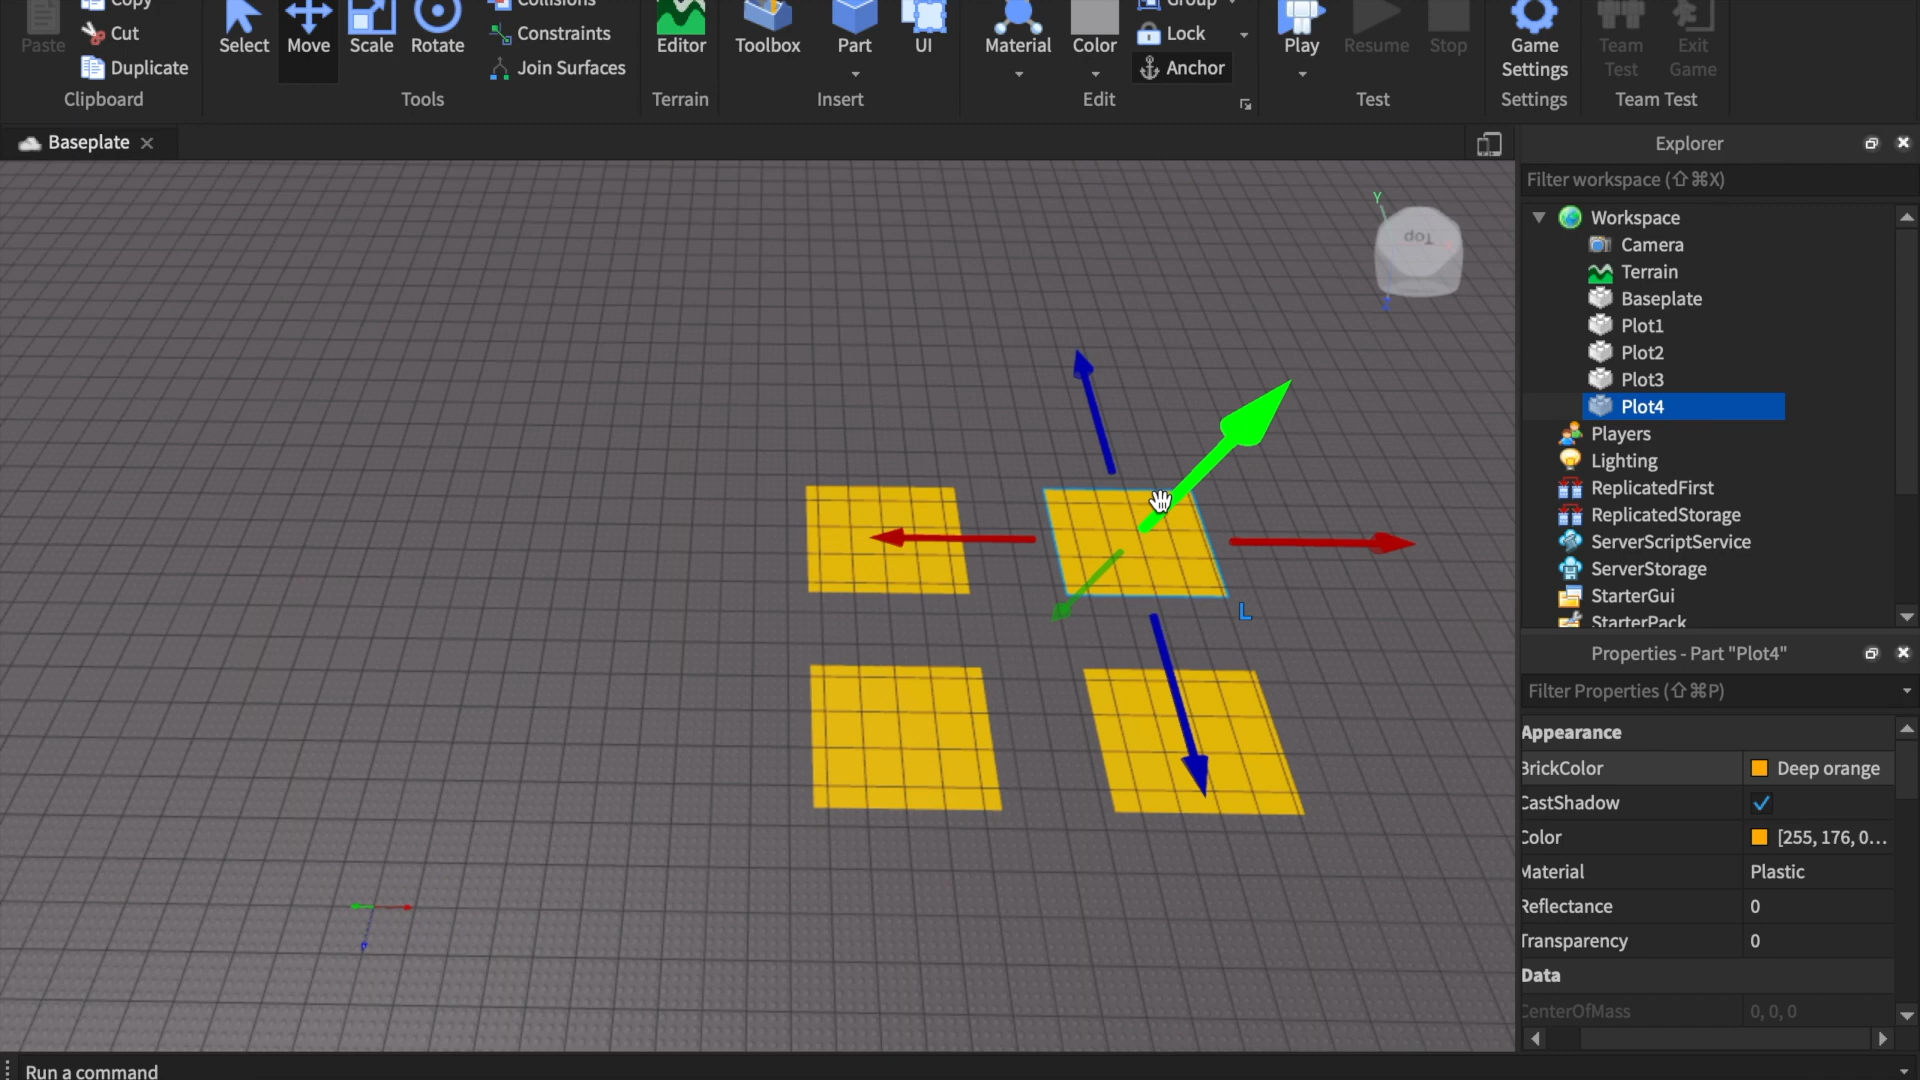 Copy
Collisions
Group
Paste
Cut
Select
Move
Scale
Rotate
Constraints
Editor
Toolbox
Part
UI
Material
Color
Lock
Play
Resume
Stop
Game
Settings
Team
Test
Exit
Game
Duplicate
Join Surfaces
Anchor
Clipboard
Tools
Terrain
Insert
Edit
Test
Settings
Team Test
Baseplate
Explorer
Filter workspace (⇧⌘X)
Workspace
Camera
Terrain
Baseplate
Plot1
Plot2
Plot3
Plot4
Players
Lighting
ReplicatedFirst
ReplicatedStorage
ServerScriptService
ServerStorage
StarterGui
StarterPack
Y
Top
Z
L
Properties - Part "Plot4"
Filter Properties (⇧⌘P)
Appearance
BrickColor Deep orange
CastShadow
Color [255, 176, 0...
Material Plastic
Reflectance 0
Transparency 0
Data
CenterOfMass 0, 0, 0
Run a command